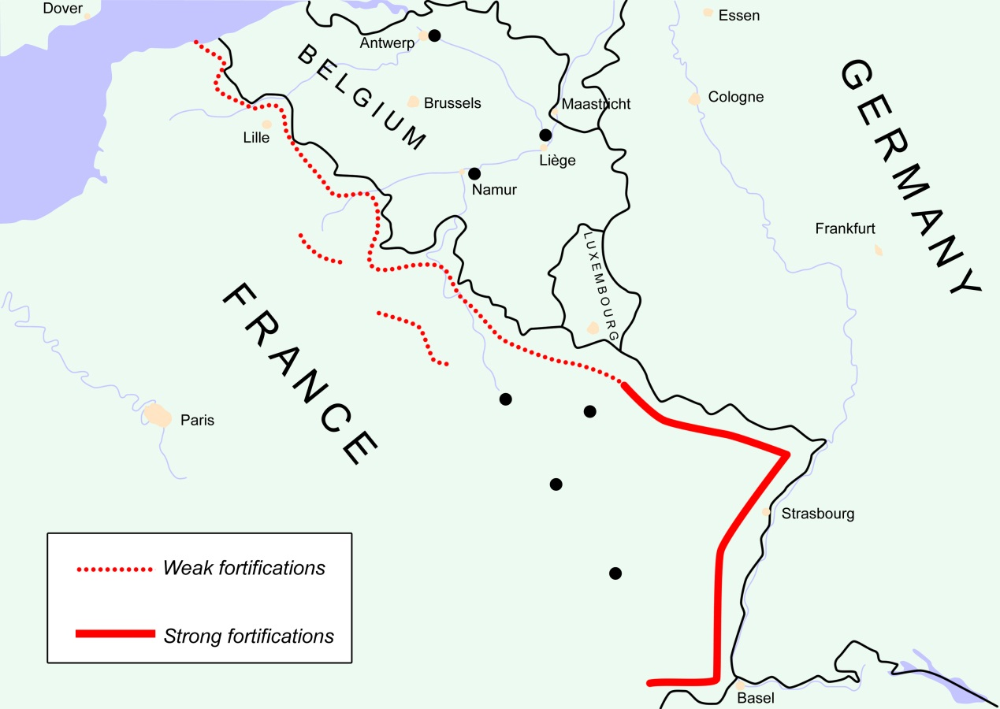 Dover
Essen
Antwerp
BELGIUM
GERMANY
Brussels
Maastricht
Cologne
Lille
Liège
Namur
Frankfurt
LUXEMBOURG
FRANCE
Paris
Strasbourg
Weak fortifications
Strong fortifications
Basel